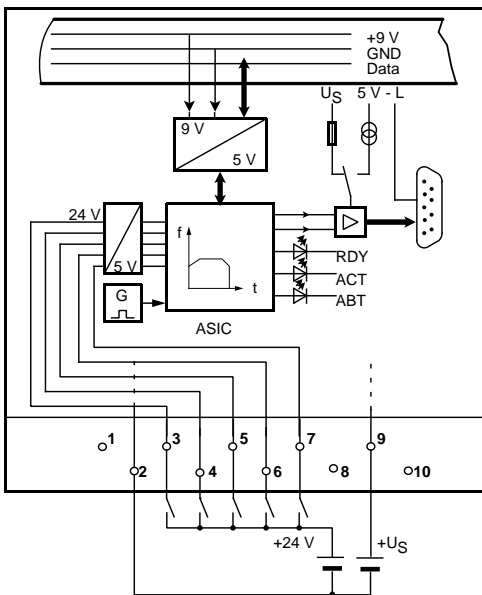 +9 V
GND
Data
US 5 V - L
9 V
5 V
24 V
5 V
f
t
RDY
ACT
ABT
G
ASIC
1 3 5 7 9
2 4 6 8 10
+24 V +US